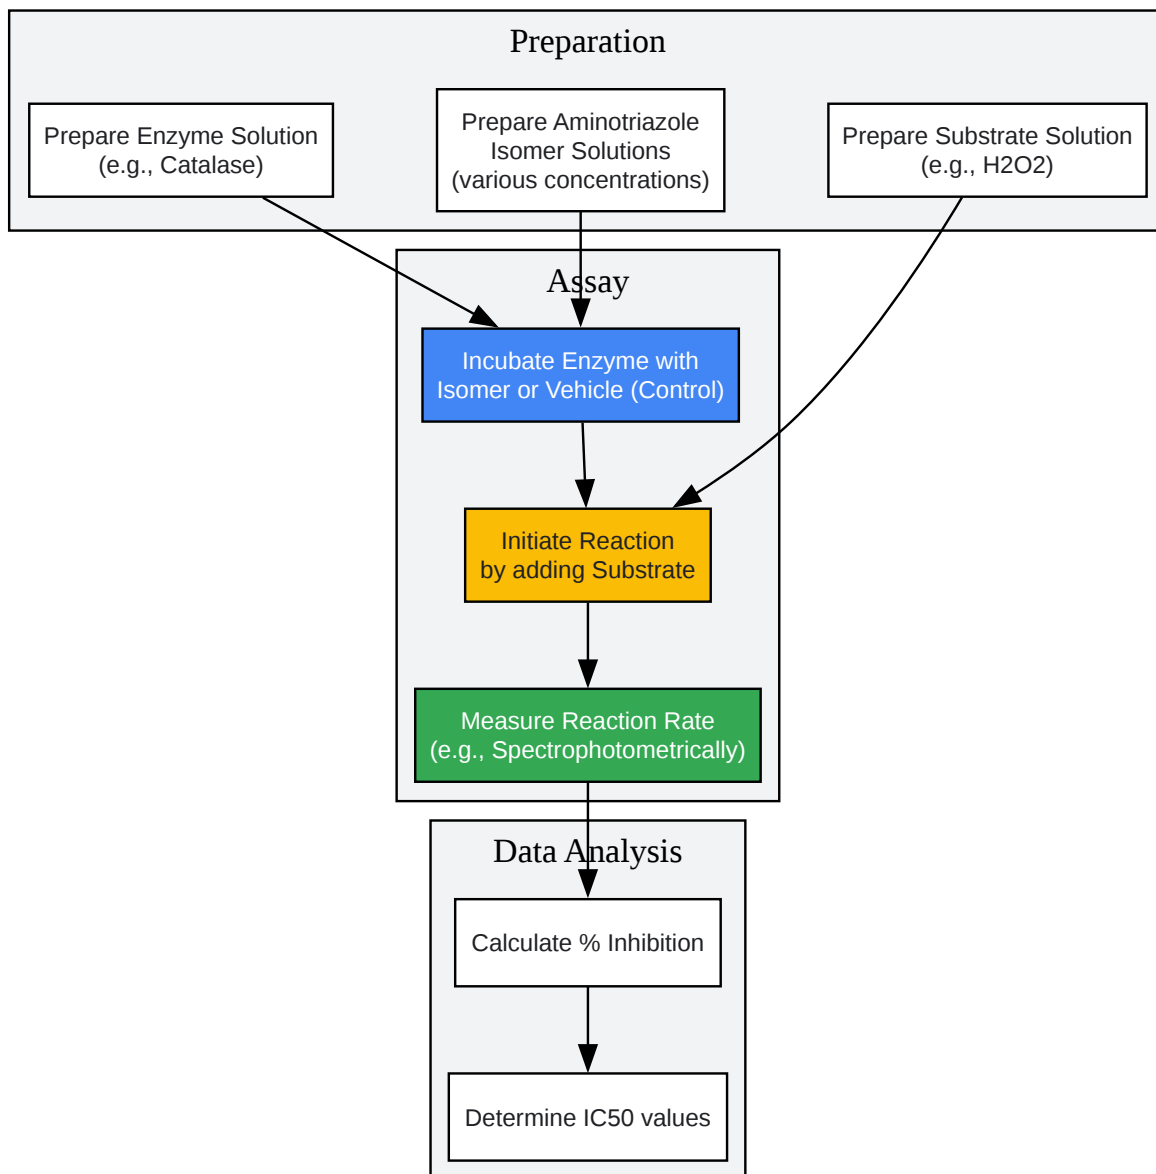 Preparation
Prepare Enzyme Solution
(e.g., Catalase)
Prepare Aminotriazole
Isomer Solutions
(various concentrations)
Prepare Substrate Solution
(e.g., H2O2)
Assay
Incubate Enzyme with
Isomer or Vehicle (Control)
Initiate Reaction
by adding Substrate
Measure Reaction Rate
(e.g., Spectrophotometrically)
Data Analysis
Calculate % Inhibition
Determine IC50 values